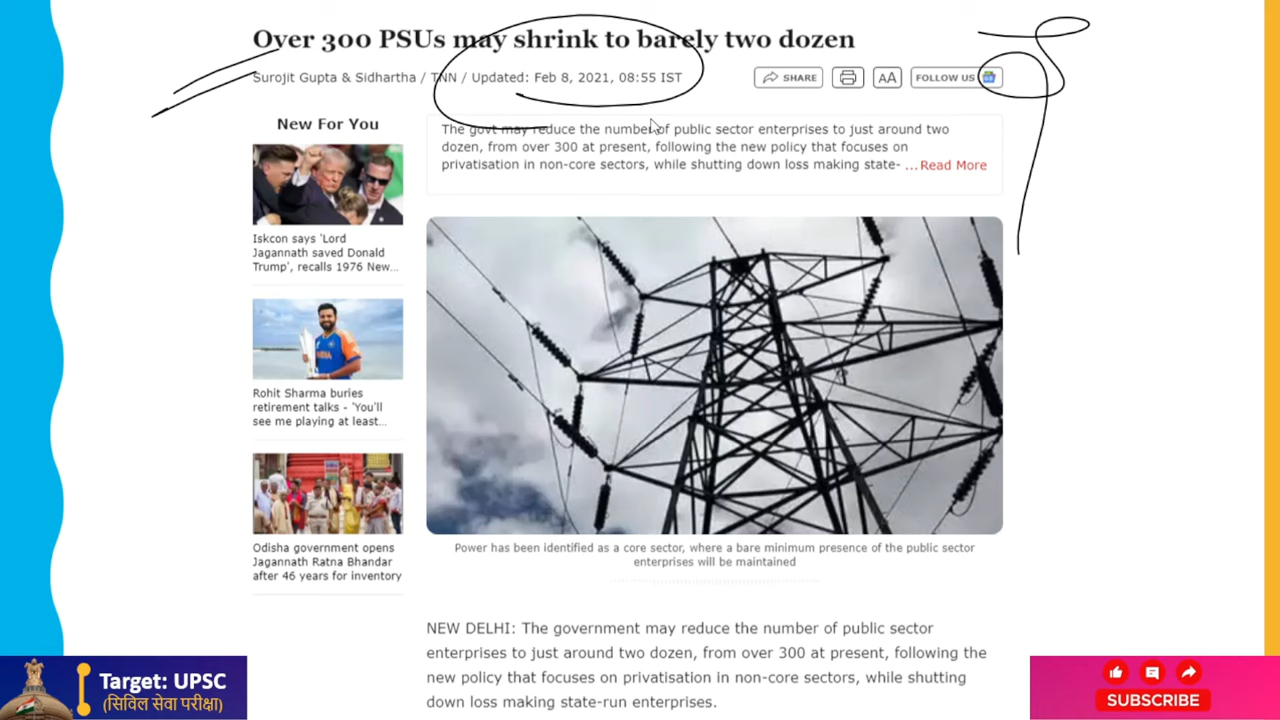 Over 300 PSUs may shrink to barely two dozen
Surojit Gupta & Sidhartha / TNN / Updated: Feb 8, 2021, 08:55 IST
SHARE
AA
FOLLOW US
New For You
Iskcon says 'Lord
Jagannath saved Donald
Trump', recalls 1976 New...
Rohit Sharma buries
retirement talks - 'You'll
see me playing at least...
Odisha government opens
Jagannath Ratna Bhandar
after 46 years for inventory
The govt may reduce the number of public sector enterprises to just around two
dozen, from over 300 at present, following the new policy that focuses on
privatisation in non-core sectors, while shutting down loss making state- ...Read More
INDIA
Power has been identified as a core sector, where a bare minimum presence of the public sector
enterprises will be maintained
NEW DELHI: The government may reduce the number of public sector
enterprises to just around two dozen, from over 300 at present, following the
new policy that focuses on privatisation in non-core sectors, while shutting
down loss making state-run enterprises.
Target: UPSC
(सिविल सेवा परीक्षा)
SUBSCRIBE